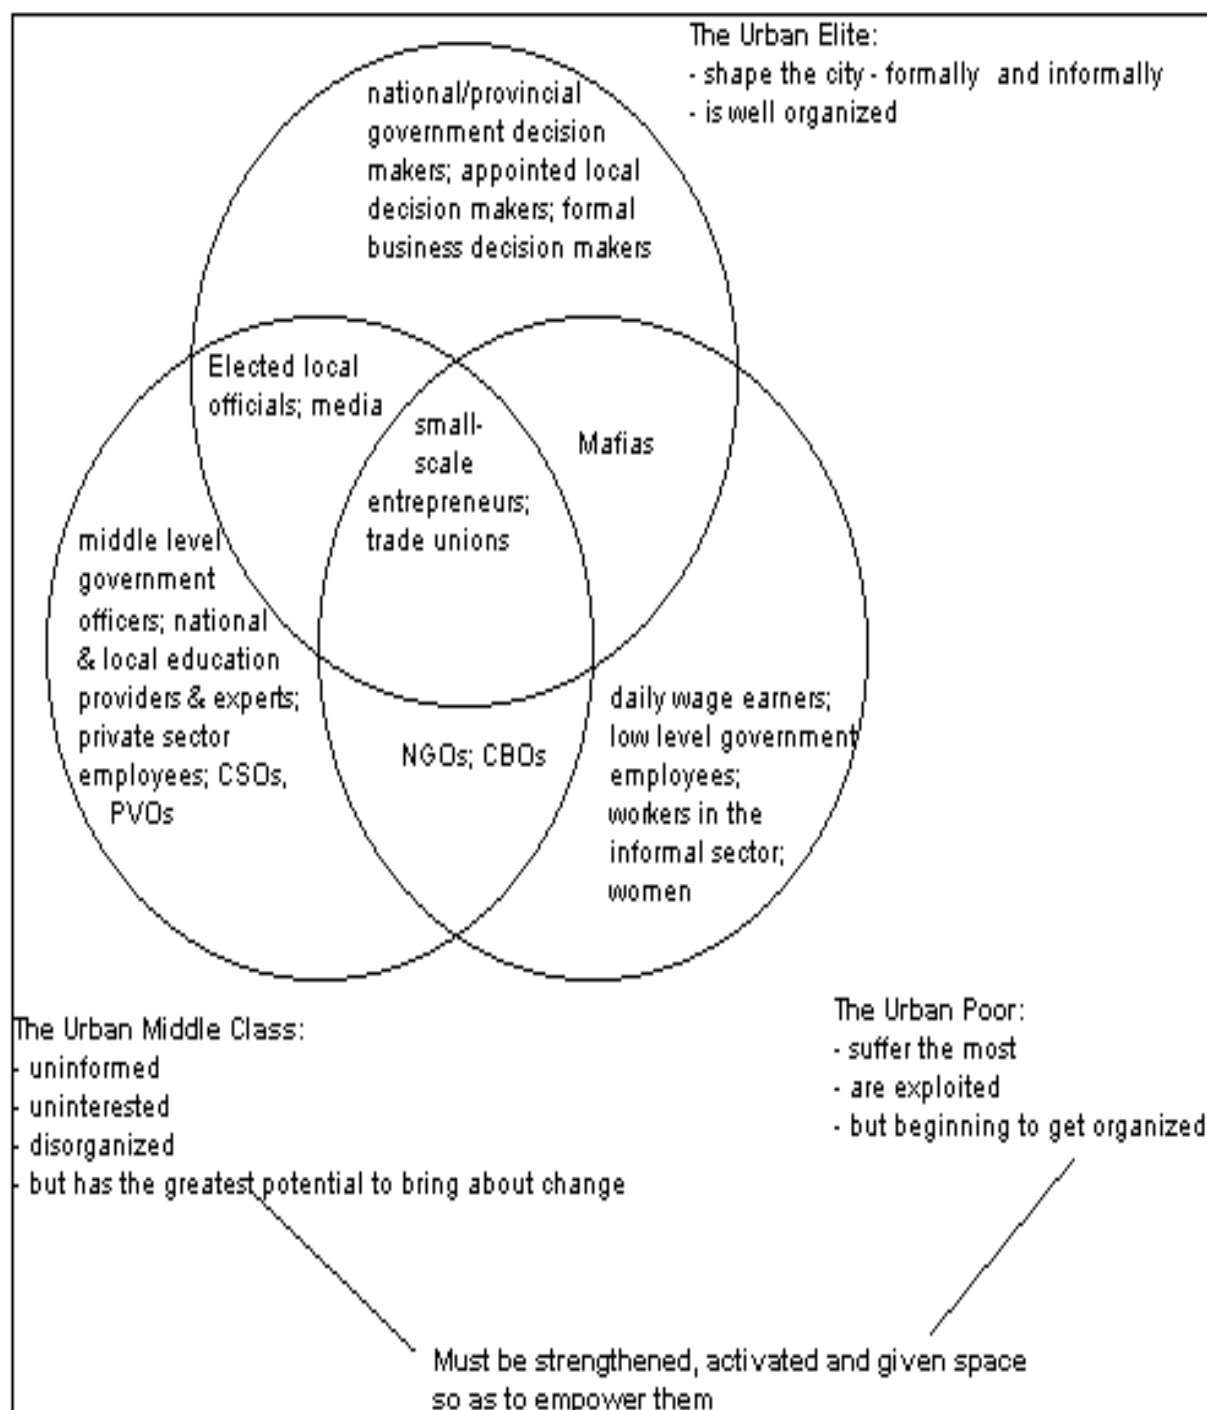 The Urban Elite:
- shape the city - formally and informally
- is well organized
national/provincial
government decision
makers; appointed local
decision makers; formal
business decision makers
Elected local
officials; media
small-
scale
entrepreneurs;
trade unions
Mafias
middle level
government
officers; national
& local education
providers & experts;
private sector
employees; CSOs,
PVOs
NGOs; CBOs
daily wage earners;
low level government
employees;
workers in the
informal sector;
women
The Urban Middle Class:
- uninformed
- uninterested
- disorganized
- but has the greatest potential to bring about change
The Urban Poor:
- suffer the most
- are exploited
- but beginning to get organized
Must be strengthened, activated and given space
so as to empower them